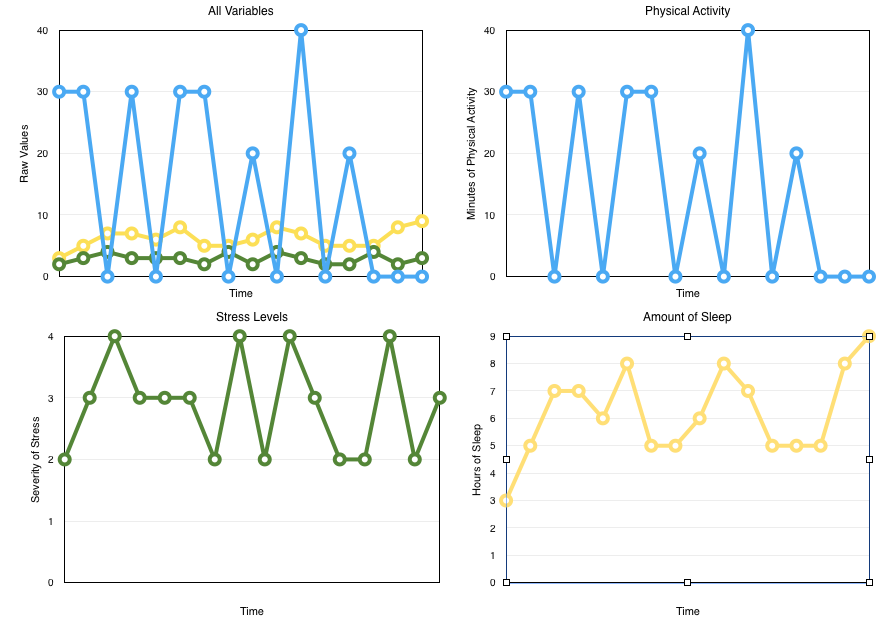 All Variables
40
30
20
10
0
Raw Values
Time
Physical Activity
40
30
20
10
0
Minutes of Physical Activity
Time
Stress Levels
4
3
2
1
0
Severity of Stress
Time
Amount of Sleep
9
8
7
6
5
4
3
2
1
0
Hours of Sleep
Time